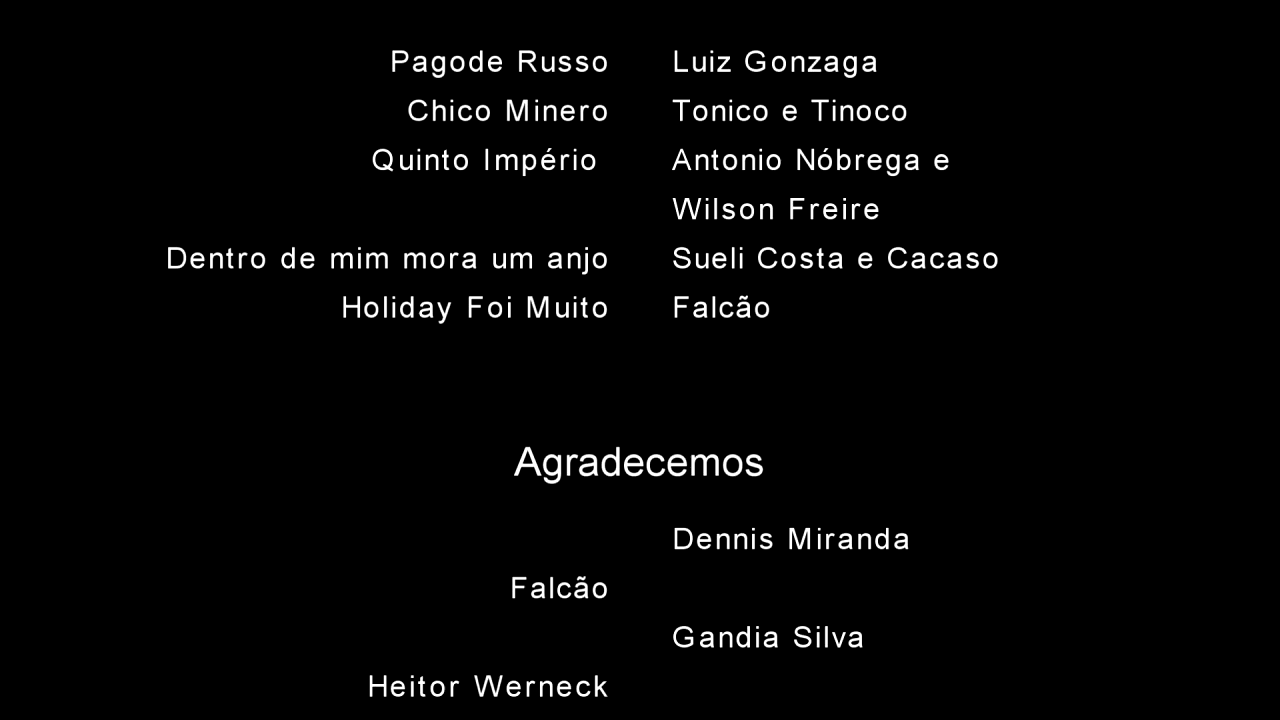 Pagode Russo Luiz Gonzaga
Chico Minero Tonico e Tinoco
Quinto Império Antonio Nóbrega e
Wilson Freire
Dentro de mim mora um anjo Sueli Costa e Cacaso
Holiday Foi Muito Falcão
Agradecemos
Dennis Miranda
Falcão
Gandia Silva
Heitor Werneck